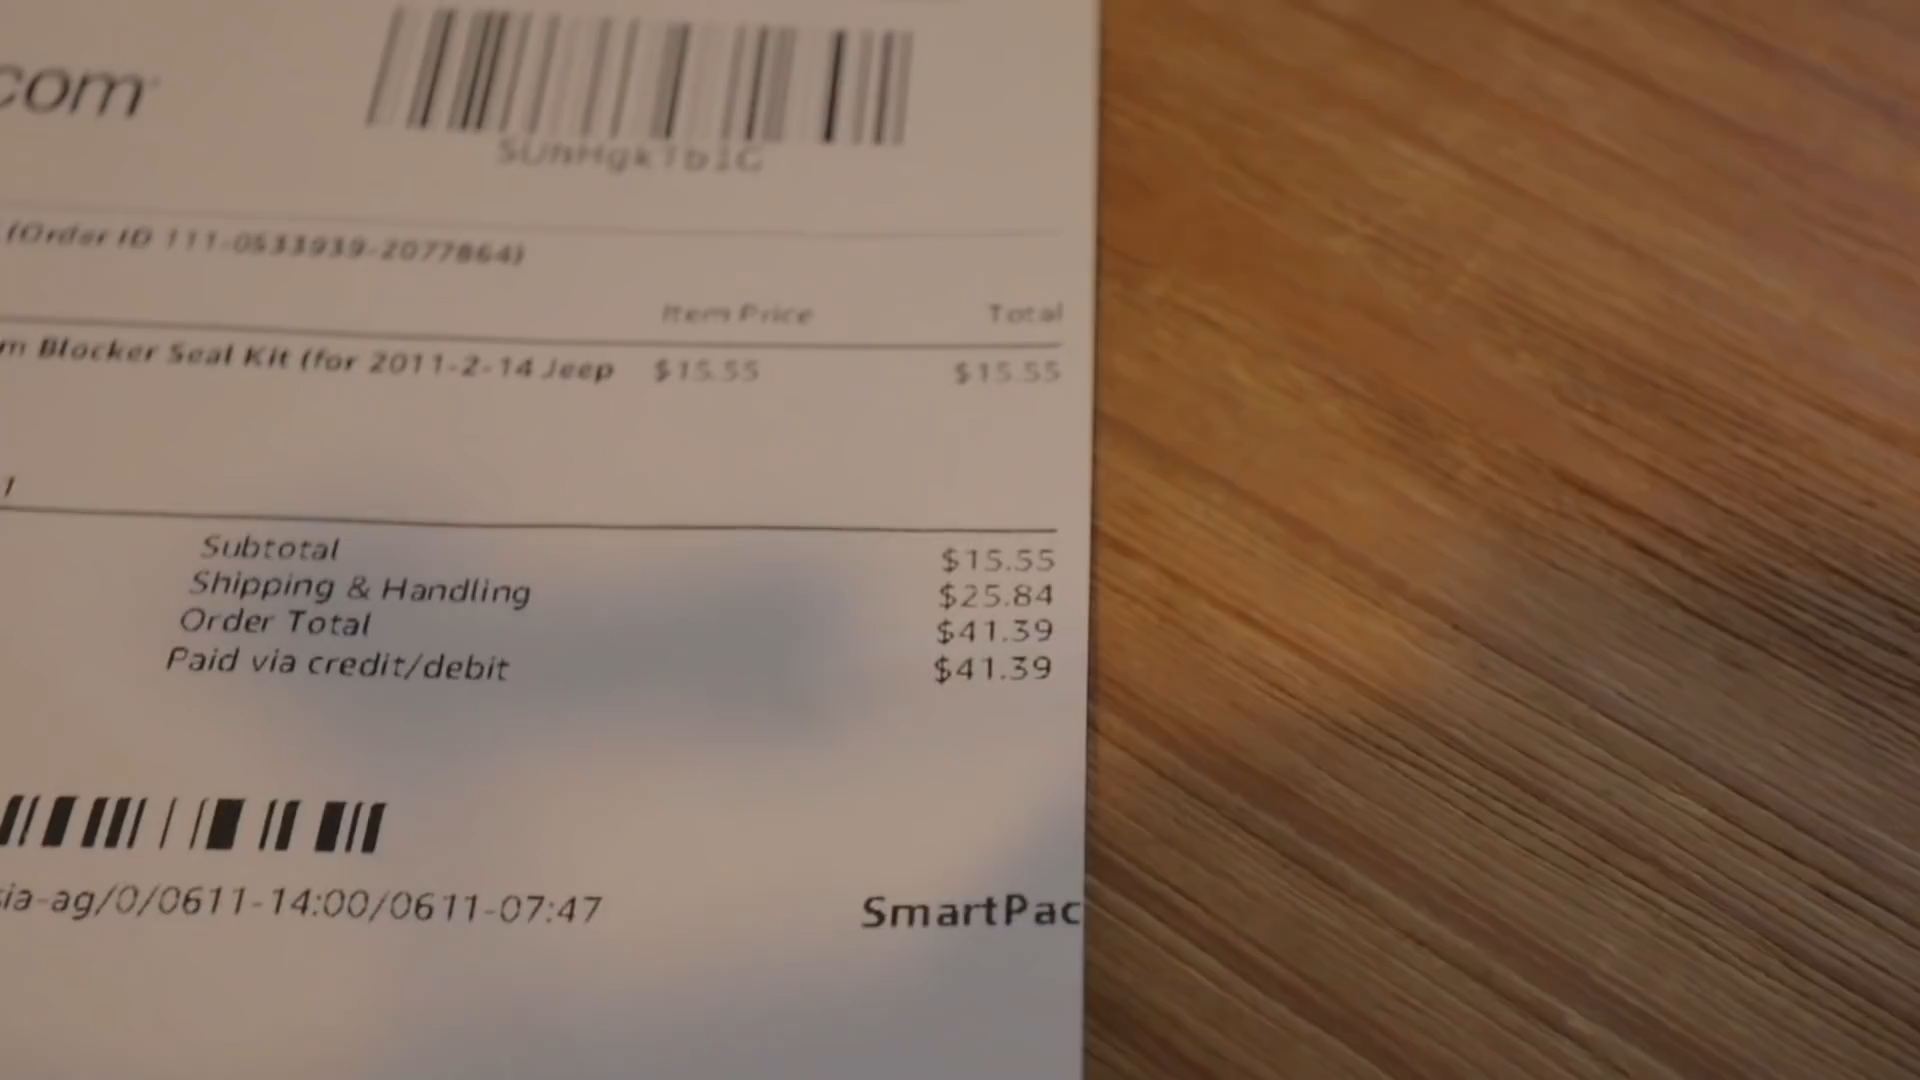 com
(Order ID 111-0533939-2077864)
Item Price Total
m Blocker Seal Kit (for 2011-2-14 Jeep $15.55 $15.55
1
Subtotal $15.55
Shipping & Handling $25.84
Order Total $41.39
Paid via credit/debit $41.39
ia-ag/0/0611-14:00/0611-07:47
SmartPac